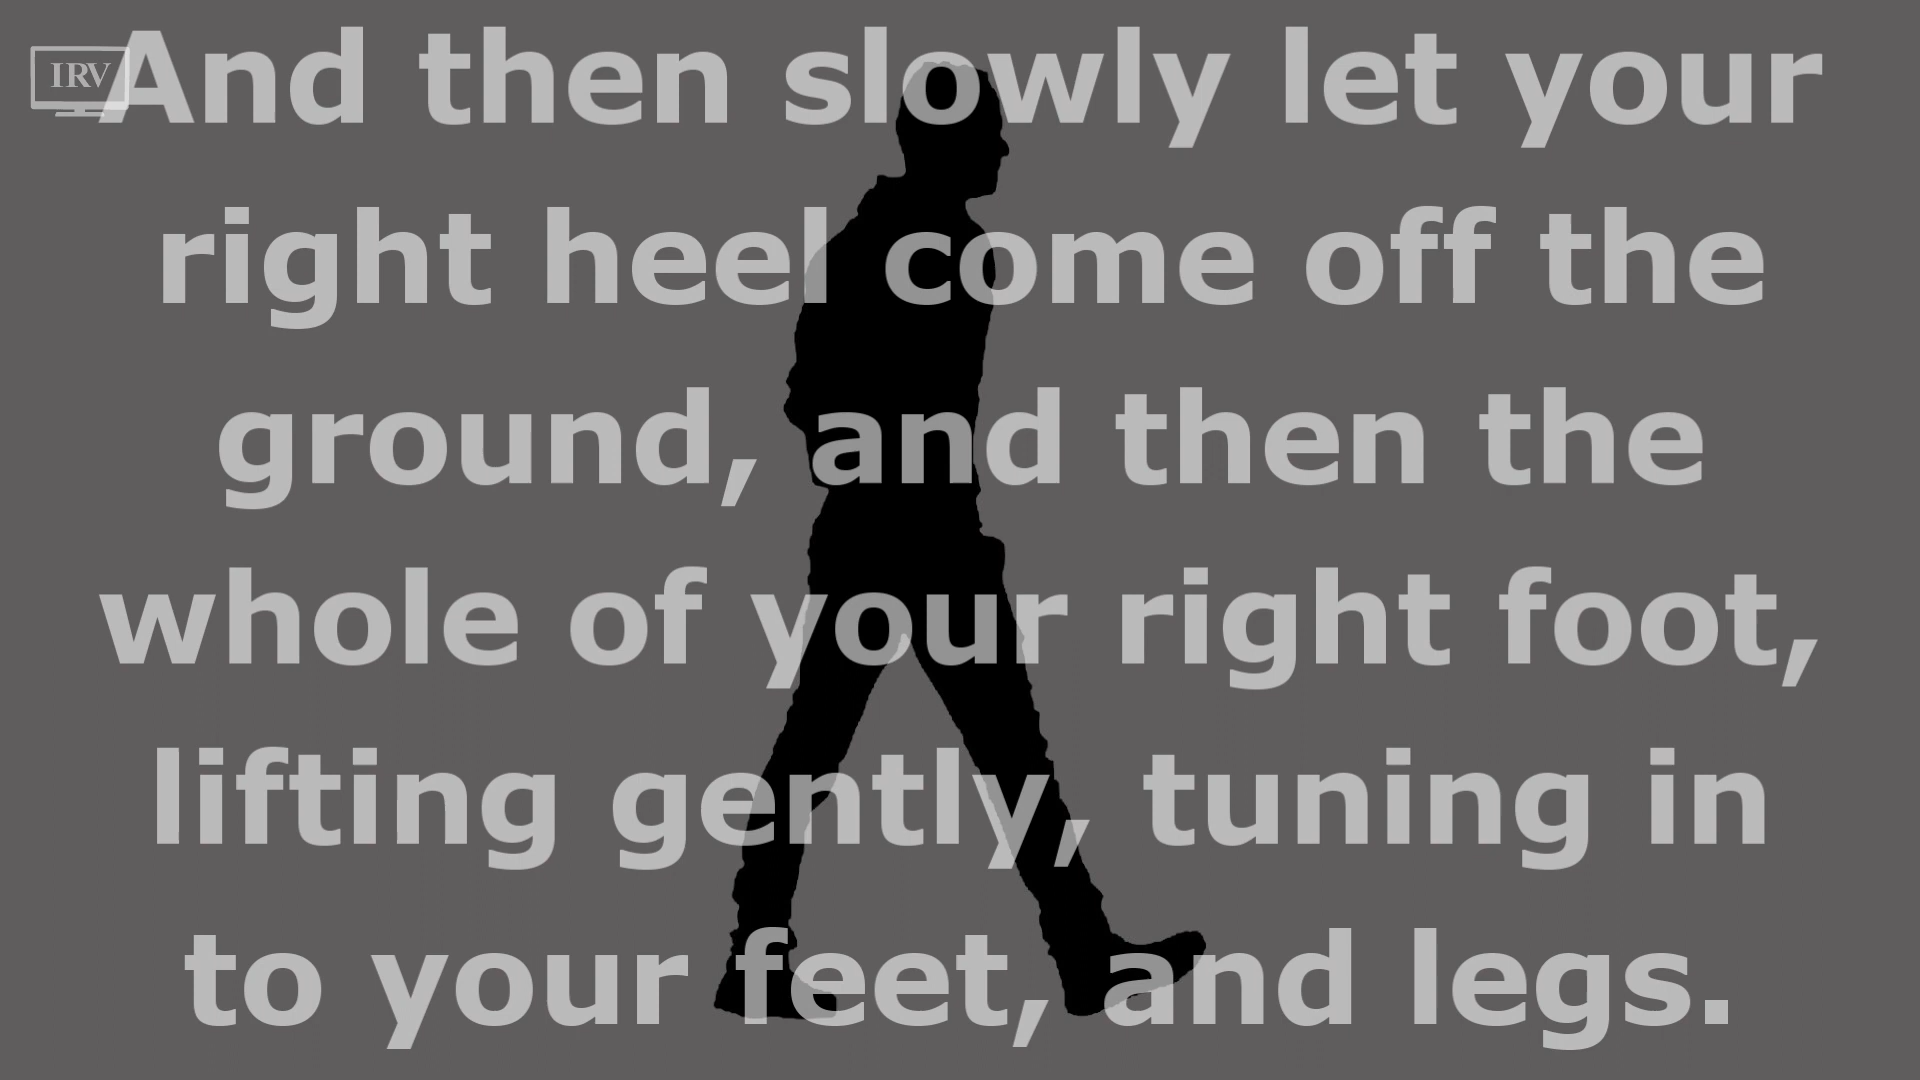 IRV
And then slowly let your
right heel come off the
ground, and then the
whole of your right foot,
lifting gently, tuning in
to your feet, and legs.